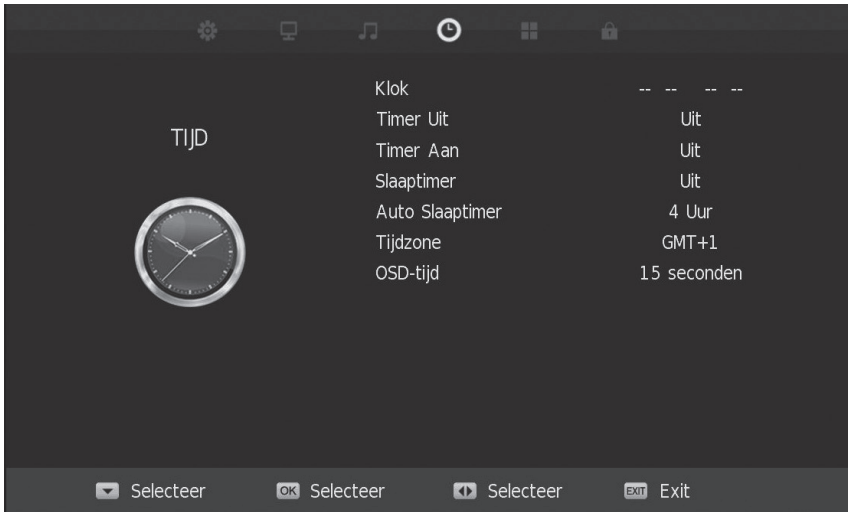 TIJD
Klok -- -- -- --
Timer Uit Uit
Timer Aan Uit
Slaaptimer Uit
Auto Slaaptimer 4 Uur
Tijdzone GMT+1
OSD-tijd 15 seconden
Selecteer OK Selecteer Selecteer EXIT Exit